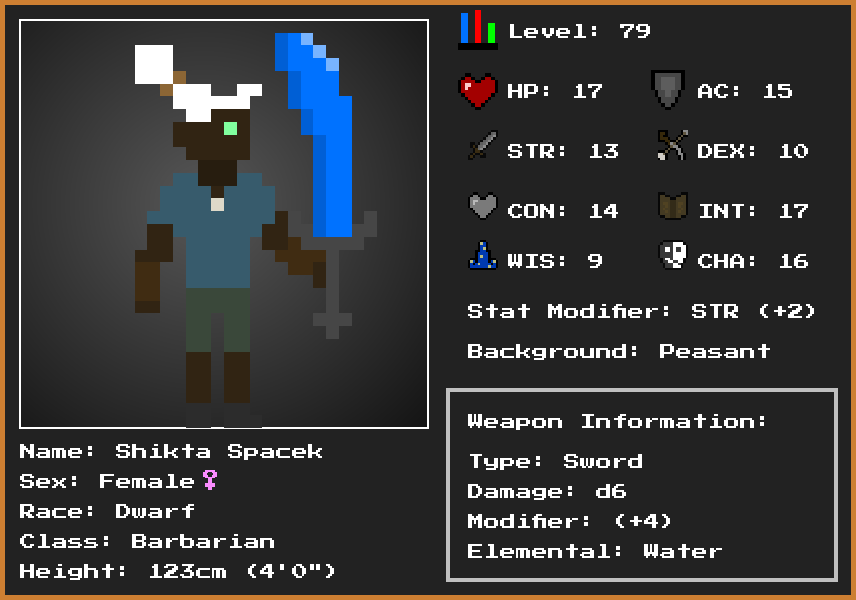 Level: 79
HP: 17 AC: 15
STR: 13 DEX: 10
CON: 14 INT: 17
WIS: 9 CHA: 16
Stat Modifier: STR (+2)
Background: Peasant
Weapon Information:
Type: Sword
Damage: d6
Modifier: (+4)
Elemental: Water
Name: Shikta Spacek
Sex: Female♀
Race: Dwarf
Class: Barbarian
Height: 123cm (4'0")